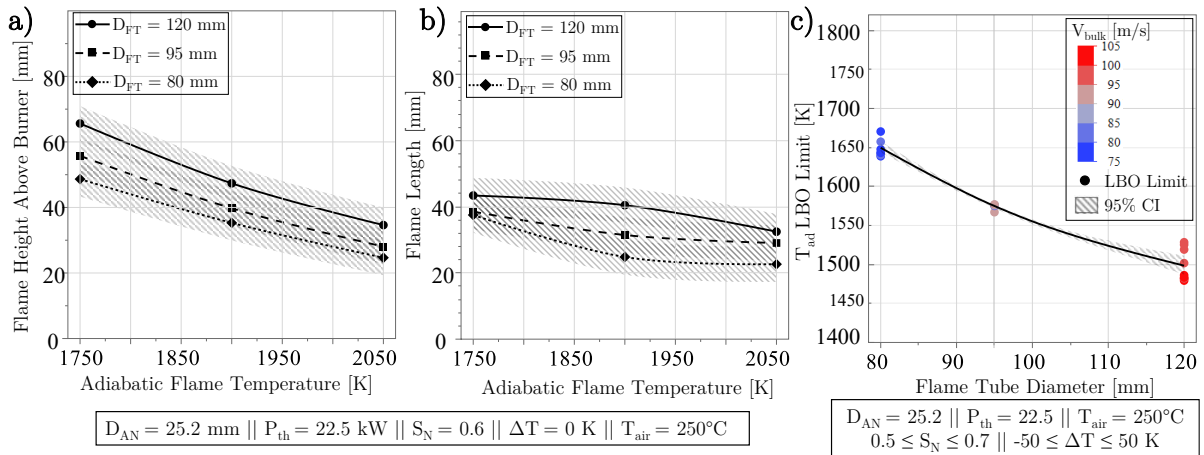 a)
D_FT = 120 mm
D_FT = 95 mm
D_FT = 80 mm
Flame Height Above Burner [mm]
80
60
40
20
0
1750
1850
1950
2050
Adiabatic Flame Temperature [K]
b)
D_FT = 120 mm
D_FT = 95 mm
D_FT = 80 mm
Flame Length [mm]
80
60
40
20
0
1750
1850
1950
2050
Adiabatic Flame Temperature [K]
D_AN = 25.2 mm || P_th = 22.5 kW || S_N = 0.6 || ΔT = 0 K || T_air = 250°C
c)
V_bulk [m/s]
105
100
95
90
85
80
75
LBO Limit
95% CI
T_ad LBO Limit [K]
1800
1750
1700
1650
1600
1550
1500
1450
1400
80
90
100
110
120
Flame Tube Diameter [mm]
D_AN = 25.2 || P_th = 22.5 || T_air = 250°C
0.5 ≤ S_N ≤ 0.7 || -50 ≤ ΔT ≤ 50 K